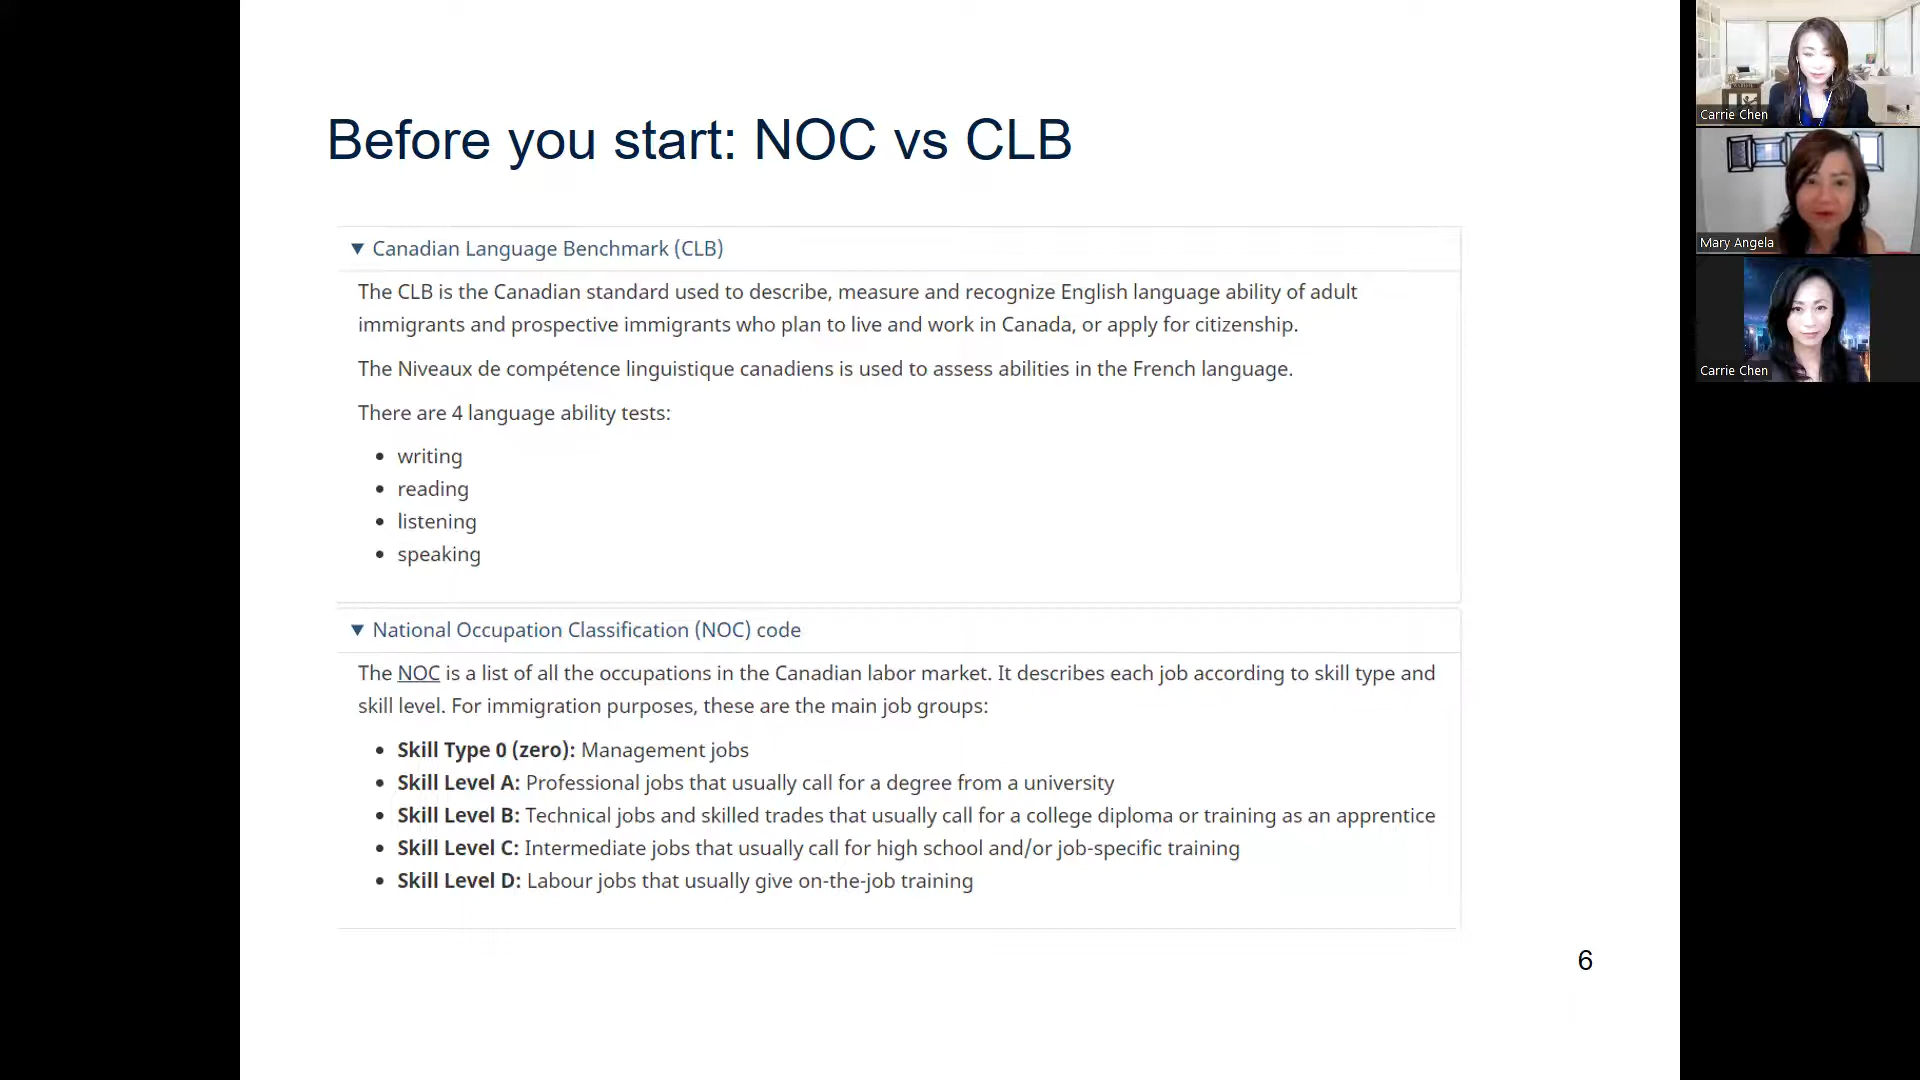 Before you start: NOC vs CLB
▼ Canadian Language Benchmark (CLB)
The CLB is the Canadian standard used to describe, measure and recognize English language ability of adult
immigrants and prospective immigrants who plan to live and work in Canada, or apply for citizenship.
The Niveaux de compétence linguistique canadiens is used to assess abilities in the French language.
There are 4 language ability tests:
• writing
• reading
• listening
• speaking
▼ National Occupation Classification (NOC) code
The NOC is a list of all the occupations in the Canadian labor market. It describes each job according to skill type and
skill level. For immigration purposes, these are the main job groups:
• Skill Type 0 (zero): Management jobs
• Skill Level A: Professional jobs that usually call for a degree from a university
• Skill Level B: Technical jobs and skilled trades that usually call for a college diploma or training as an apprentice
• Skill Level C: Intermediate jobs that usually call for high school and/or job-specific training
• Skill Level D: Labour jobs that usually give on-the-job training
6
Carrie Chen
Mary Angela
Carrie Chen